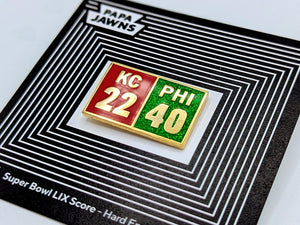 PAPA
JAWNS
KC PHI
22 40
Super Bowl LIX Score - Hard